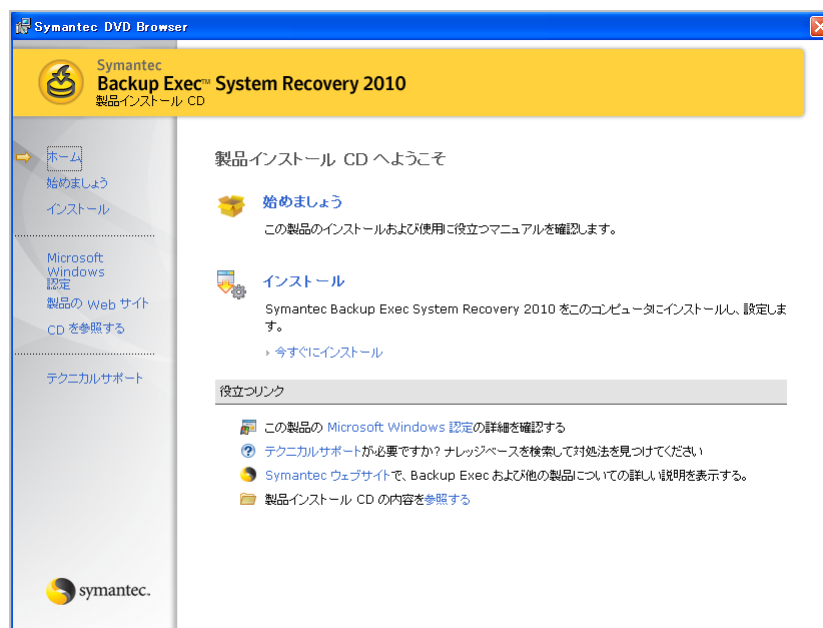 Symantec DVD Browser
Symantec
Backup Exec™ System Recovery 2010
製品インストール CD
ホーム
始めましょう
インストール
Microsoft
Windows
認定
製品の Web サイト
CD を参照する
テクニカルサポート
symantec.
製品インストール CD へようこそ
始めましょう
この製品のインストールおよび使用に役立つマニュアルを確認します。
インストール
Symantec Backup Exec System Recovery 2010 をこのコンピュータにインストールし、設定しま
す。
今すぐにインストール
役立つリンク
この製品の Microsoft Windows 認定の詳細を確認する
テクニカルサポートが必要ですか? ナレッジベースを検索して対処法を見つけてください
Symantec ウェブサイトで、Backup Exec および他の製品についての詳しい説明を表示する。
製品インストール CD の内容を参照する